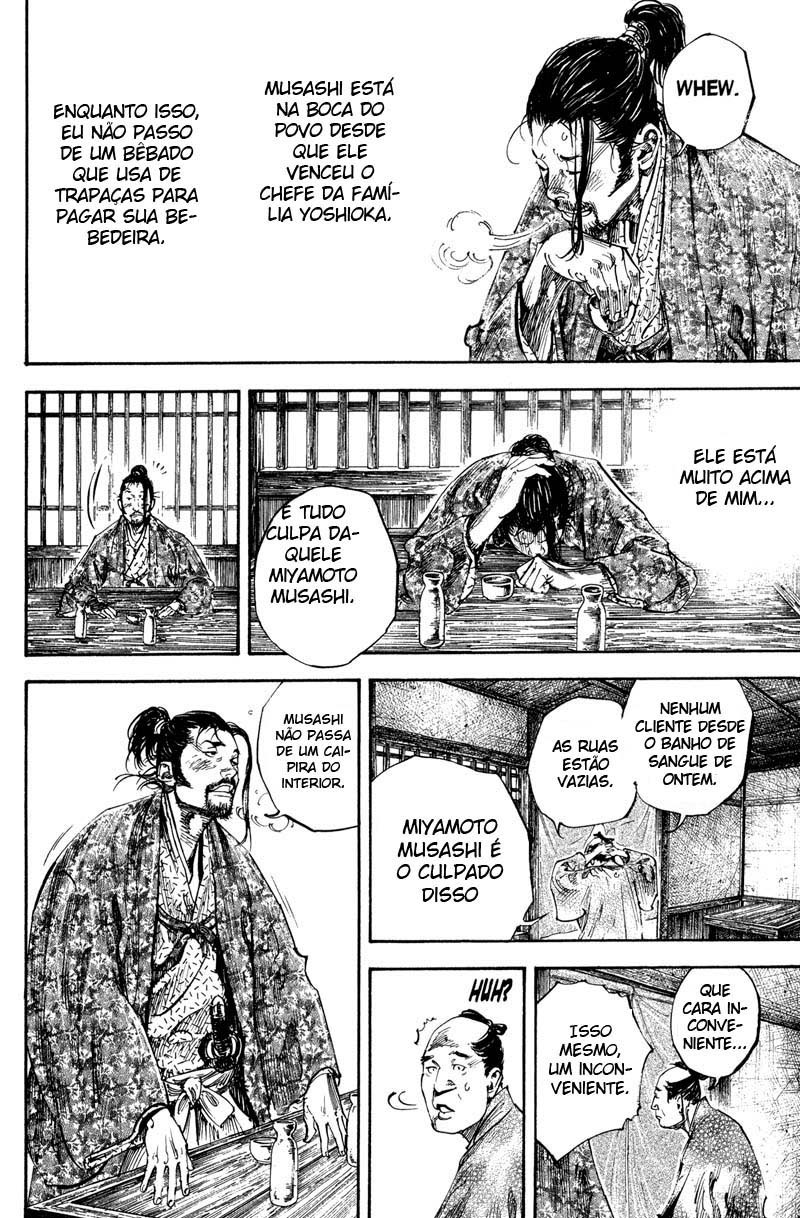 WHEW.
MUSASHI ESTÁ
NA BOCA DO
POVO DESDE
QUE ELE
VENCEU O
CHEFE DA FAMÍ-
LIA YOSHIOKA.
ENQUANTO ISSO,
EU NÃO PASSO
DE UM BÊBADO
QUE USA DE
TRAPAÇAS PARA
PAGAR SUA BE-
BEDEIRA.
ELE ESTÁ
MUITO ACIMA
DE MIM...
É TUDO
CULPA DA-
QUELE
MIYAMOTO
MUSASHI.
NENHUM
CLIENTE DESDE
O BANHO DE
SANGUE DE
ONTEM.
AS RUAS
ESTÃO
VAZIAS.
MIYAMOTO
MUSASHI É
O CULPADO
DISSO
MUSASHI
NÃO PASSA
DE UM CAI-
PIRA DO
INTERIOR.
QUE
CARA IN-
CONVE-
NIENTE...
ISSO
MESMO,
UM INCON-
VENIENTE.
HUH?